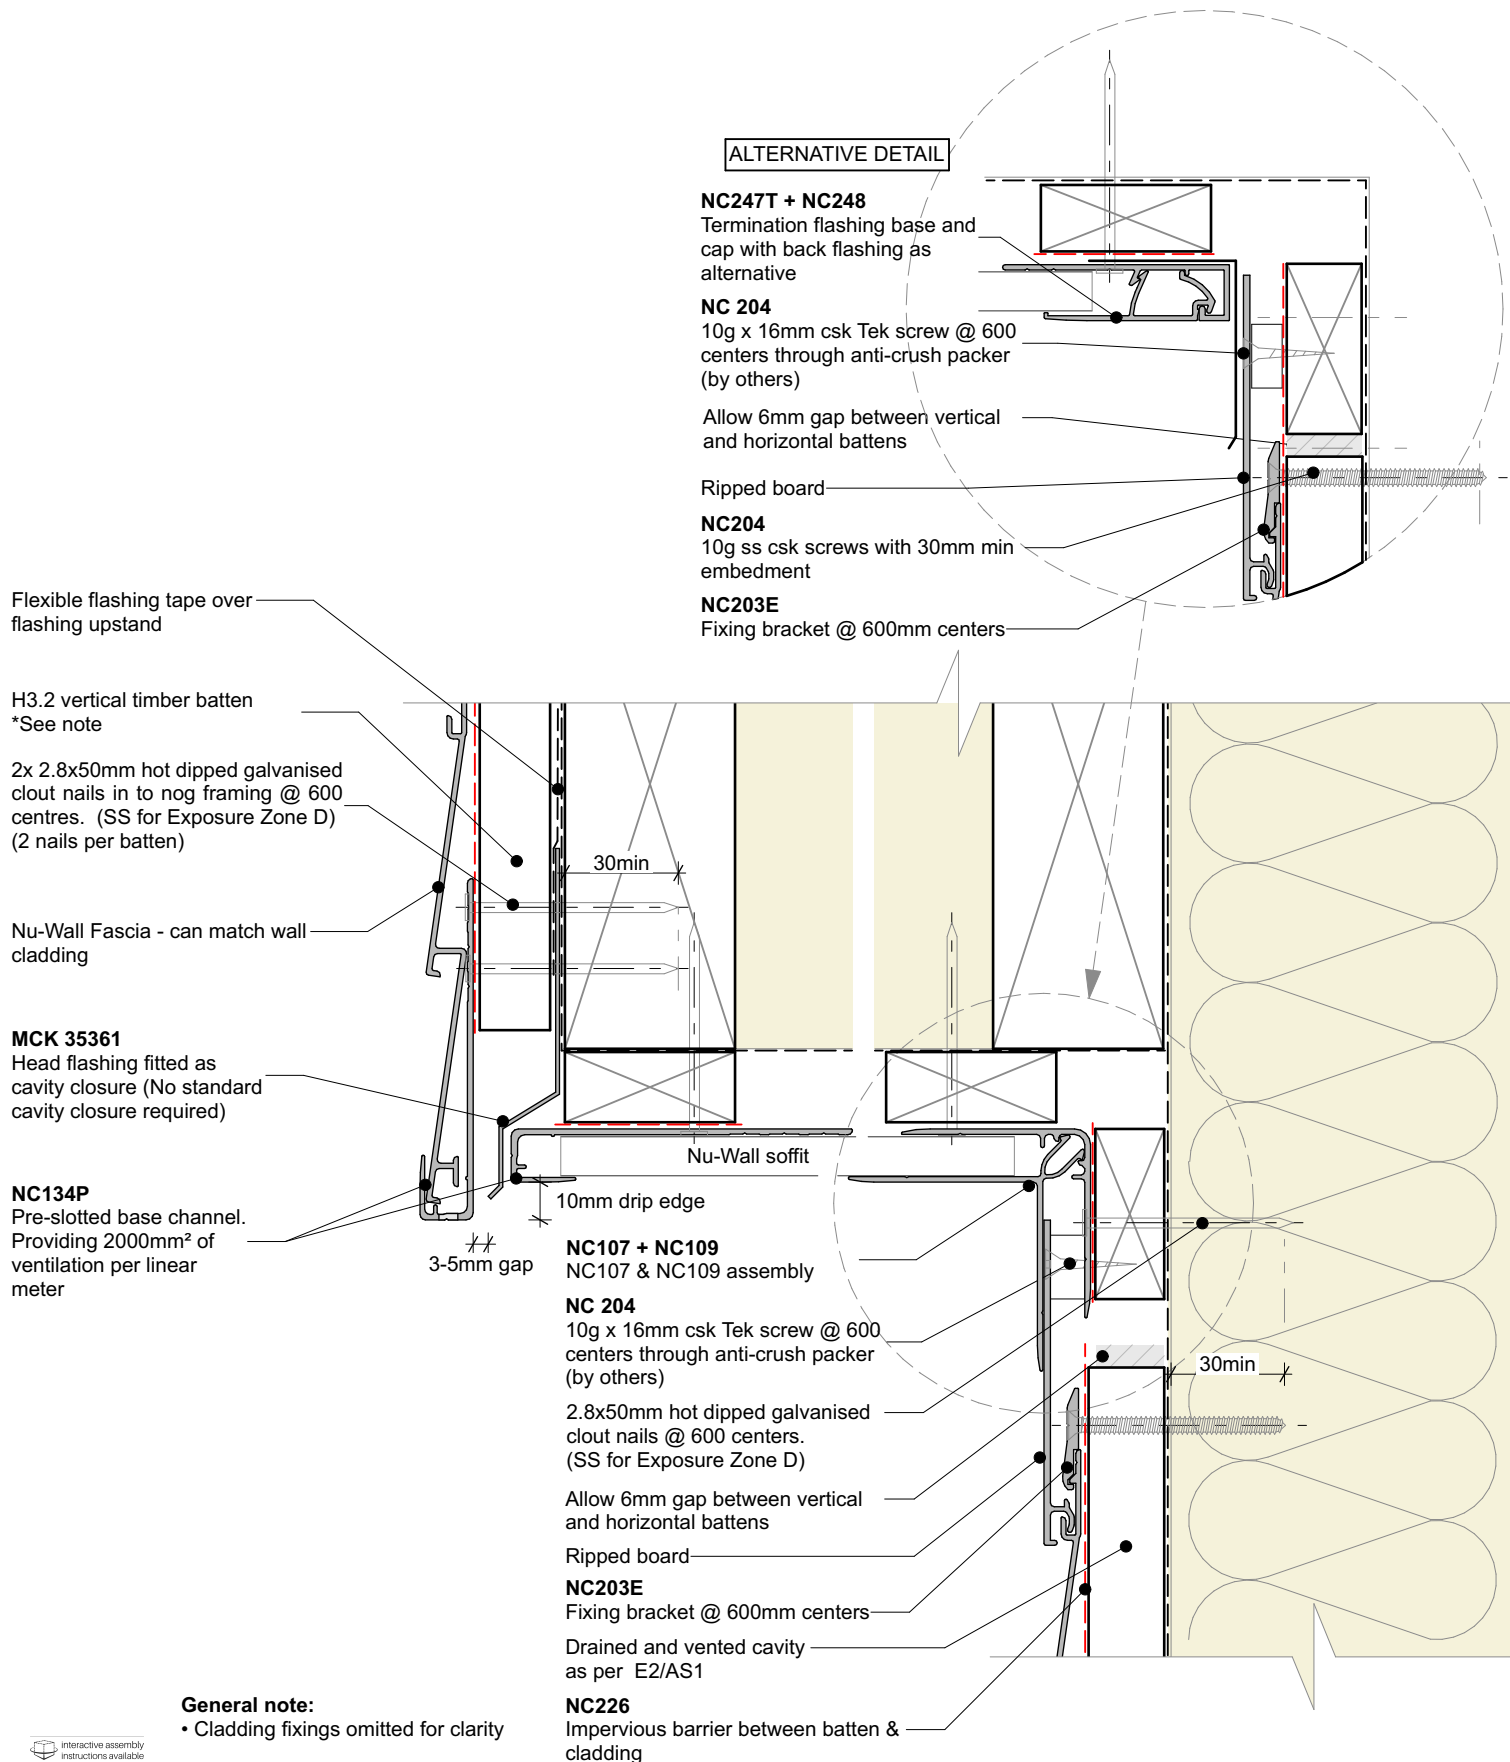 ALTERNATIVE DETAIL
NC247T + NC248
Termination flashing base and
cap with back flashing as
alternative
NC 204
10g x 16mm csk Tek screw @ 600
centers through anti-crush packer
(by others)
Allow 6mm gap between vertical
and horizontal battens
Ripped board
NC204
10g ss csk screws with 30mm min
embedment
NC203E
Fixing bracket @ 600mm centers
Flexible flashing tape over
flashing upstand
H3.2 vertical timber batten
*See note
2x 2.8x50mm hot dipped galvanised
clout nails in to nog framing @ 600
centres. (SS for Exposure Zone D)
(2 nails per batten)
30min
Nu-Wall Fascia - can match wall
cladding
MCK 35361
Head flashing fitted as
cavity closure (No standard
cavity closure required)
Nu-Wall soffit
NC134P
Pre-slotted base channel.
Providing 2000mm² of
ventilation per linear
meter
10mm drip edge
3-5mm gap
NC107 + NC109
NC107 & NC109 assembly
NC 204
10g x 16mm csk Tek screw @ 600
centers through anti-crush packer
(by others)
30min
2.8x50mm hot dipped galvanised
clout nails @ 600 centers.
(SS for Exposure Zone D)
Allow 6mm gap between vertical
and horizontal battens
Ripped board
NC203E
Fixing bracket @ 600mm centers
Drained and vented cavity
as per E2/AS1
NC226
Impervious barrier between batten &
cladding
General note:
• Cladding fixings omitted for clarity
interactive assembly
instructions available